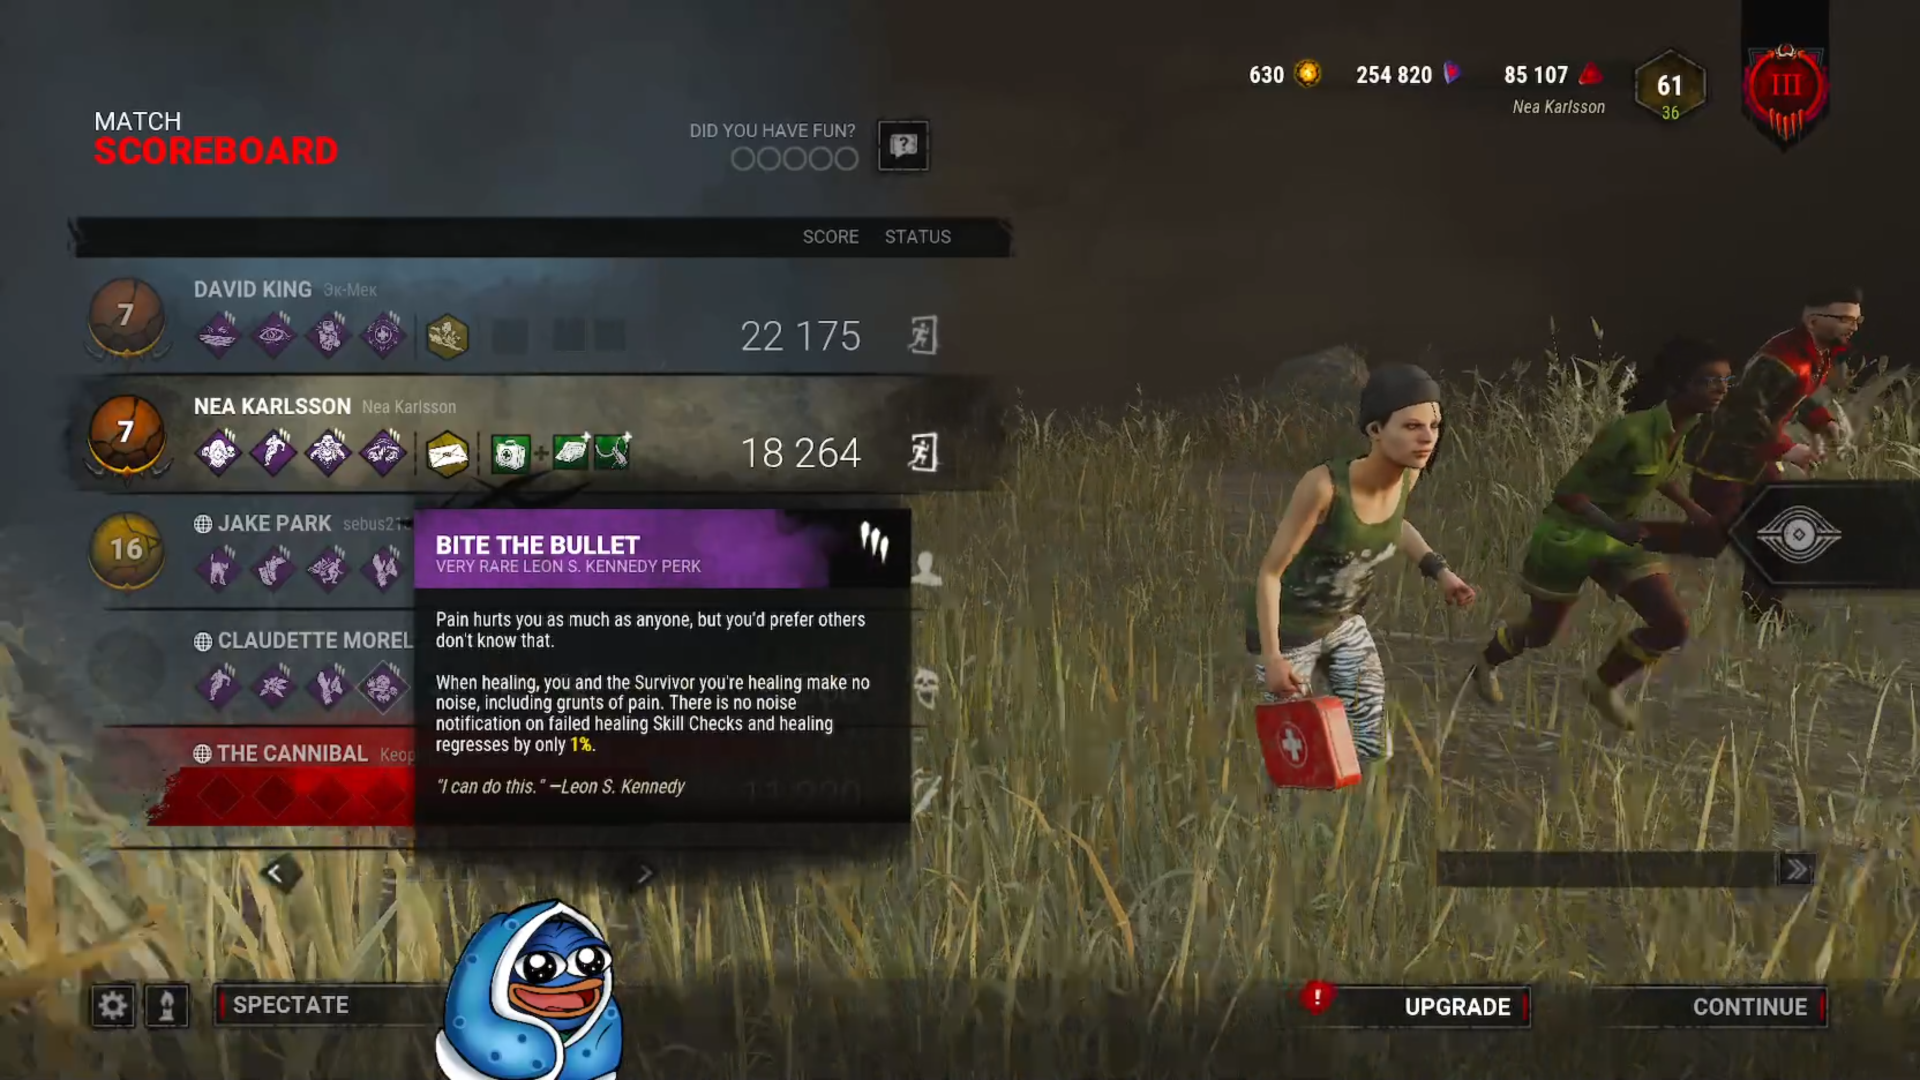 630
254 820
85 107
61
36
III
Nea Karlsson
MATCH
SCOREBOARD
DID YOU HAVE FUN?
?
SCORE STATUS
7
DAVID KING Эк-Мек
22 175
7
NEA KARLSSON Nea Karlsson
18 264
16
JAKE PARK
CLAUDETTE MOREL
THE CANNIBAL
BITE THE BULLET
VERY RARE LEON S. KENNEDY PERK
Pain hurts you as much as anyone, but you'd prefer others
don't know that.
When healing, you and the Survivor you're healing make no
noise, including grunts of pain. There is no noise
notification on failed healing Skill Checks and healing
regresses by only 1%.
"I can do this." —Leon S. Kennedy
SPECTATE
!
UPGRADE
CONTINUE